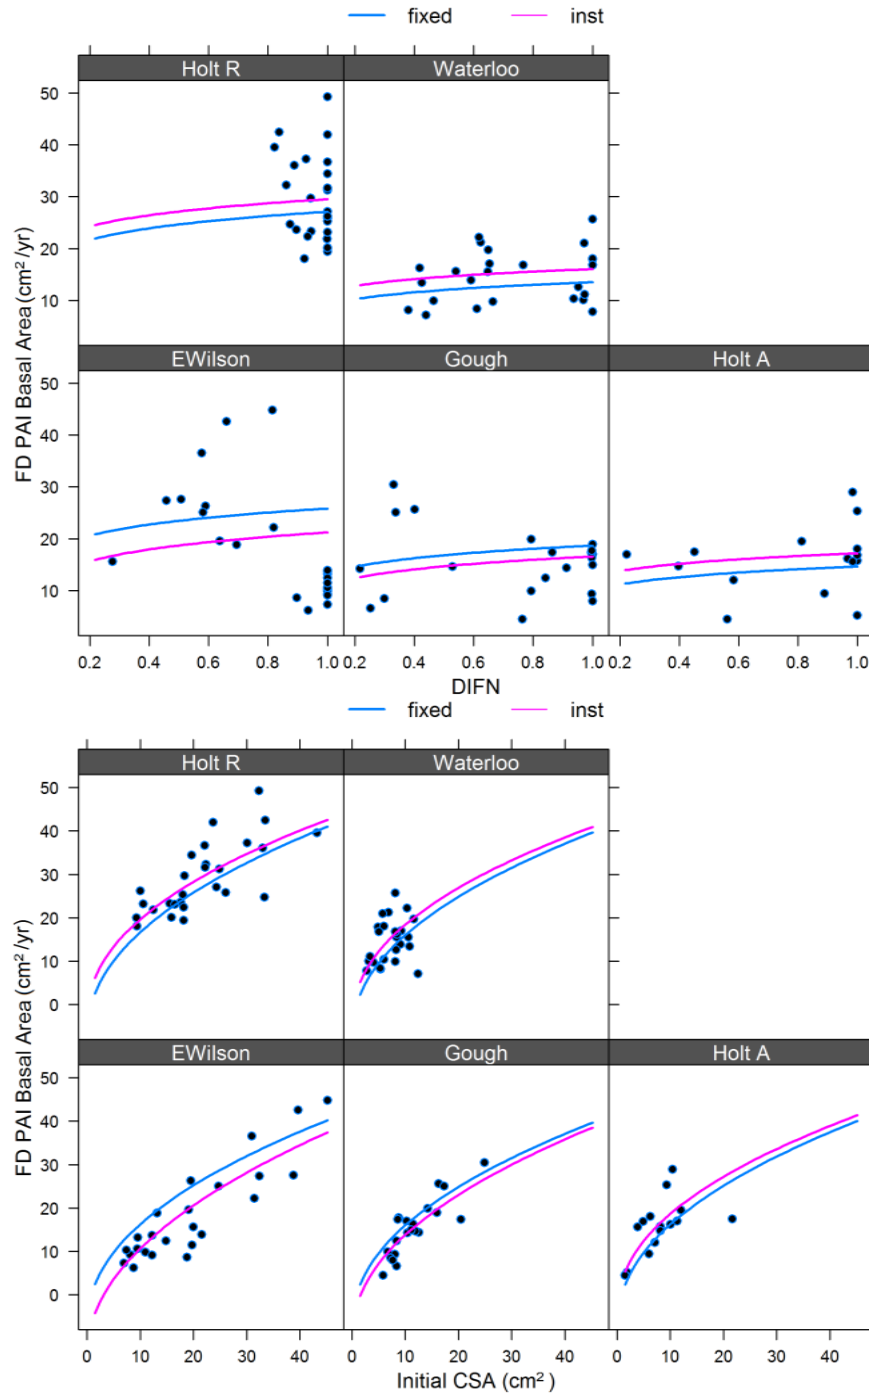 fixed inst
Holt R Waterloo
50
40
30
20
10
EWilson Gough Holt A
50
40
30
20
10
FD PAI Basal Area (cm² /yr)
0.2 0.4 0.6 0.8 1.0 0.2 0.4 0.6 0.8 1.0 0.2 0.4 0.6 0.8 1.0
DIFN
fixed inst
Holt R Waterloo
50
40
30
20
10
0
EWilson Gough Holt A
50
40
30
20
10
0
FD PAI Basal Area (cm² /yr)
0 10 20 30 40 0 10 20 30 40 0 10 20 30 40
Initial CSA (cm² )